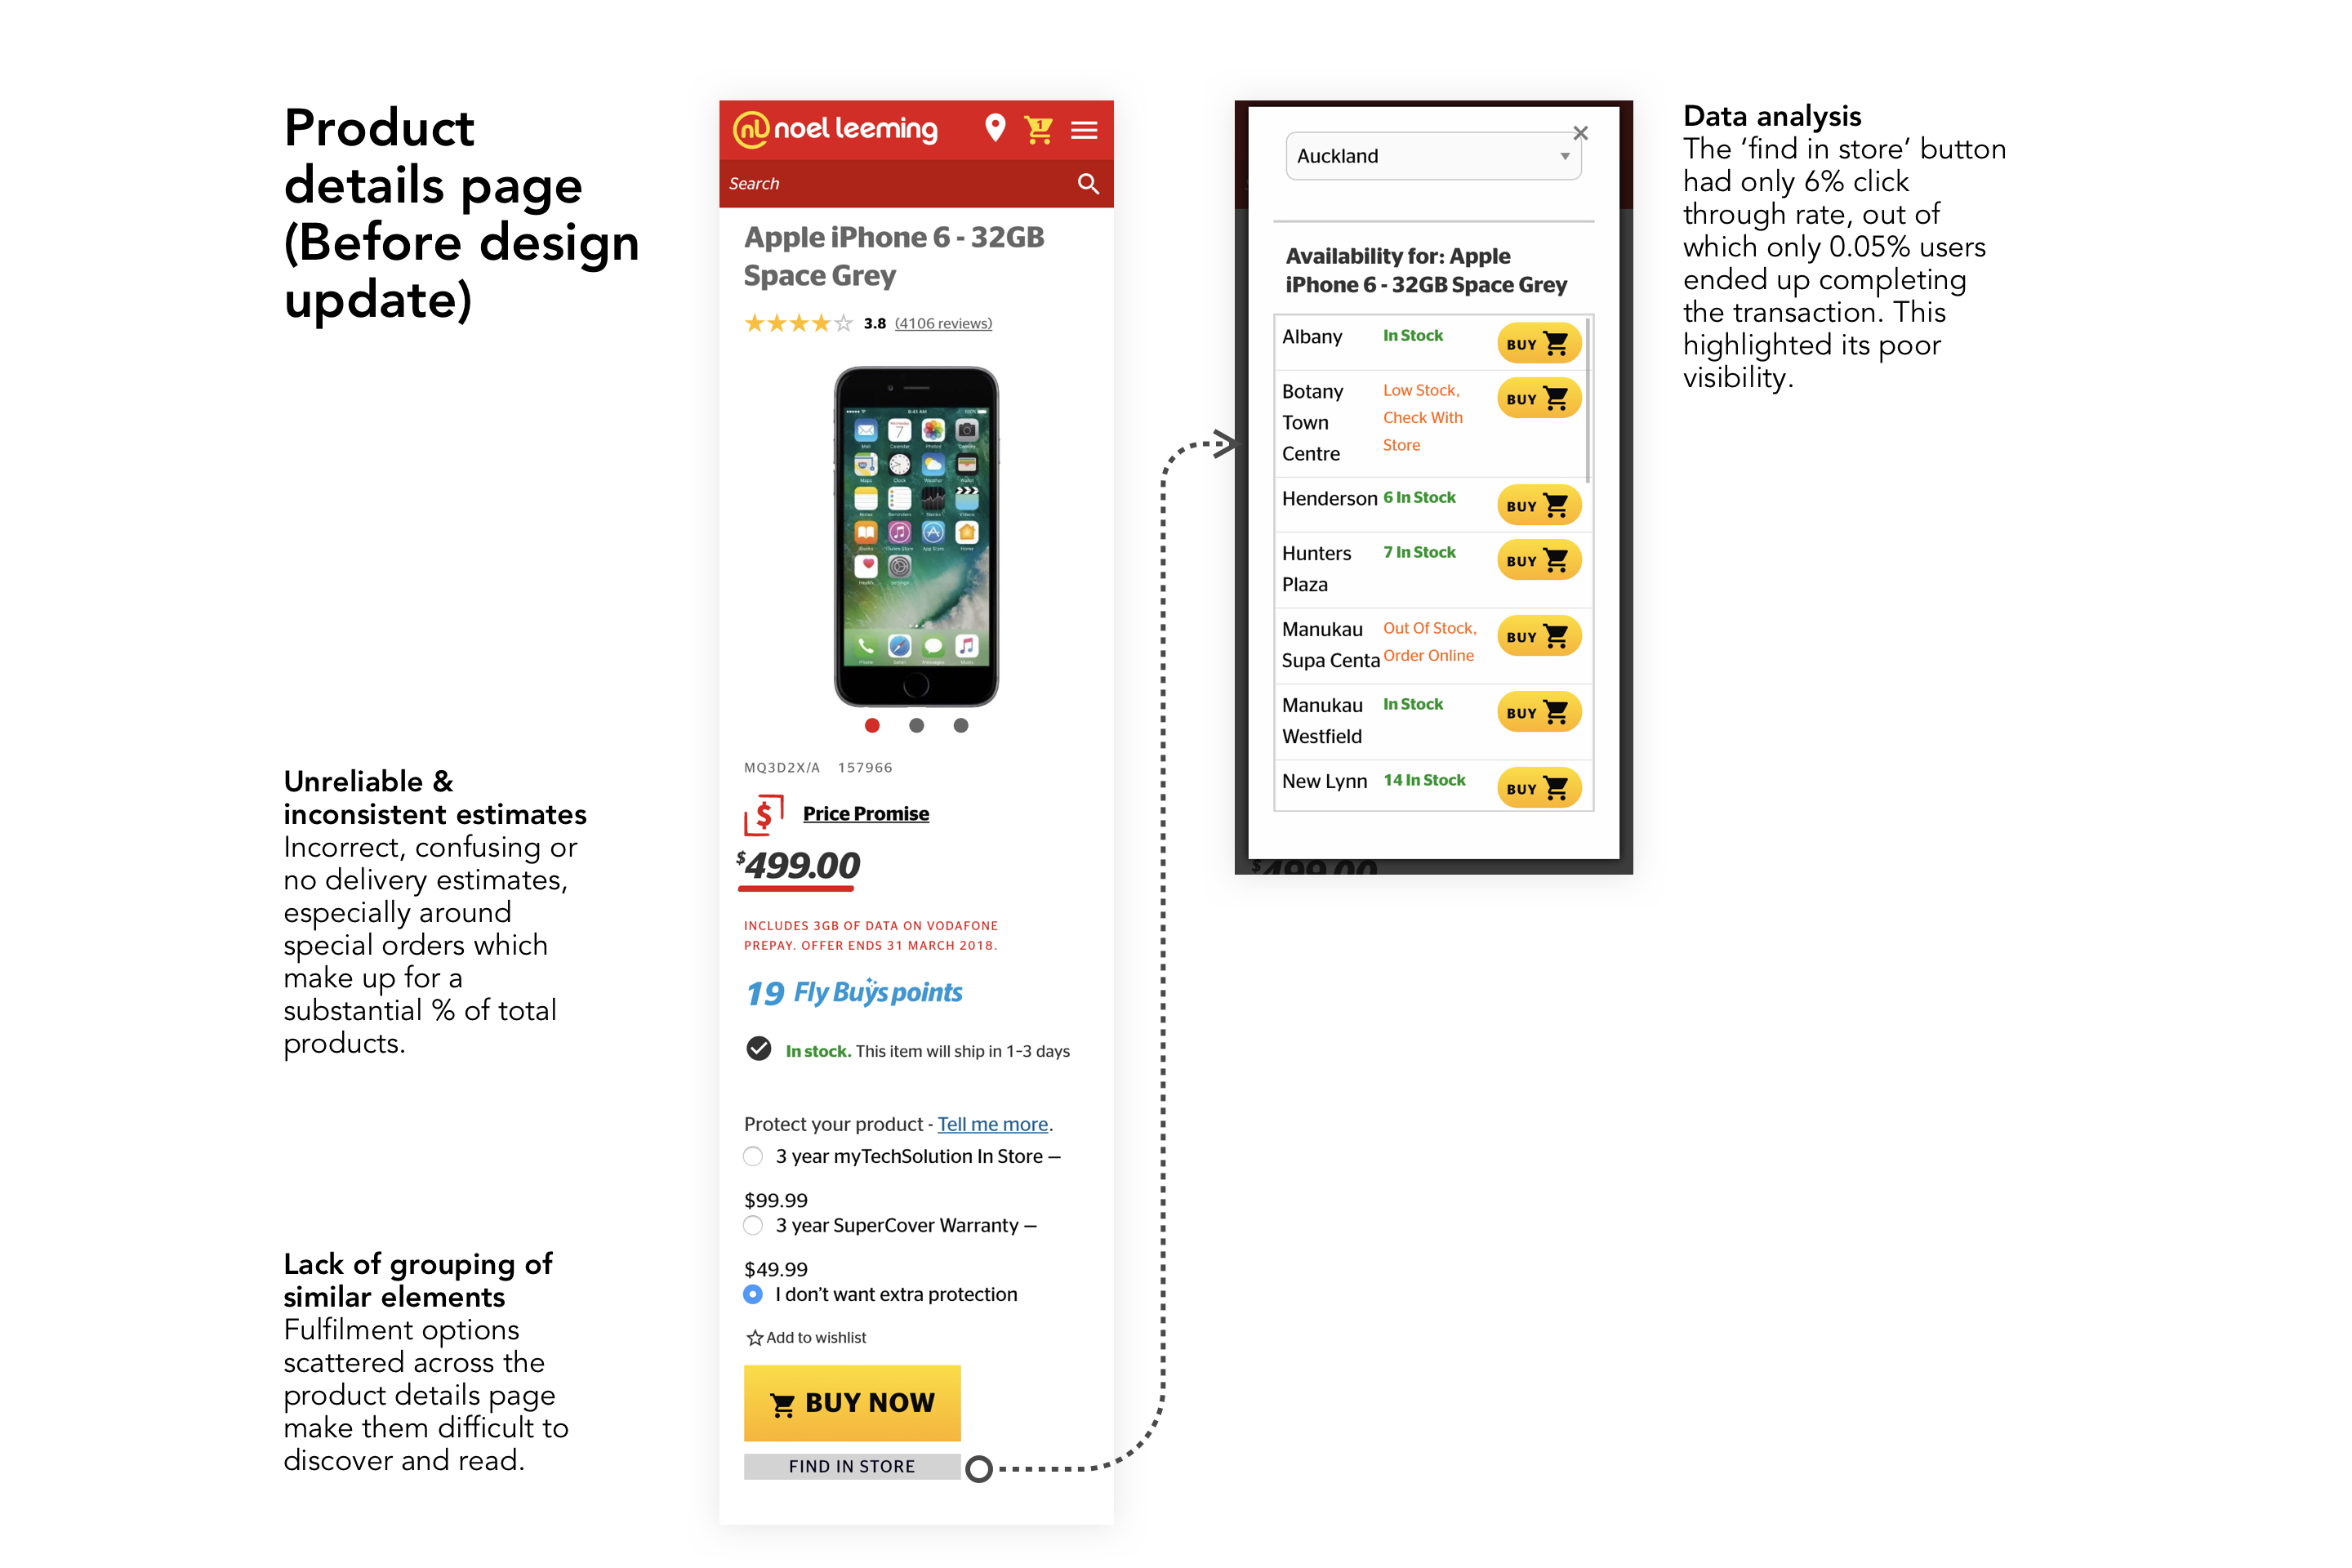 Product
details page
(Before design
update)
Unreliable &
inconsistent estimates
Incorrect, confusing or
no delivery estimates,
especially around
special orders which
make up for a
substantial % of total
products.
Lack of grouping of
similar elements
Fulfilment options
scattered across the
product details page
make them difficult to
discover and read.
noel leeming
1
Search
Apple iPhone 6 - 32GB
Space Grey
3.8 (4106 reviews)
MQ3D2X/A 157966
Price Promise
$499.00
INCLUDES 3GB OF DATA ON VODAFONE
PREPAY. OFFER ENDS 31 MARCH 2018.
19 Fly Buys points
In stock. This item will ship in 1-3 days
Protect your product - Tell me more.
3 year myTechSolution In Store –
$99.99
3 year SuperCover Warranty –
$49.99
I don't want extra protection
Add to wishlist
BUY NOW
FIND IN STORE
Auckland
Availability for: Apple
iPhone 6 - 32GB Space Grey
Albany In Stock BUY
Botany Low Stock, BUY
Town Check With
Centre Store
Henderson 6 In Stock BUY
Hunters 7 In Stock BUY
Plaza
Manukau Out Of Stock, BUY
Supa Centa Order Online
Manukau In Stock BUY
Westfield
New Lynn 14 In Stock BUY
$499.00
Data analysis
The ‘find in store’ button
had only 6% click
through rate, out of
which only 0.05% users
ended up completing
the transaction. This
highlighted its poor
visibility.